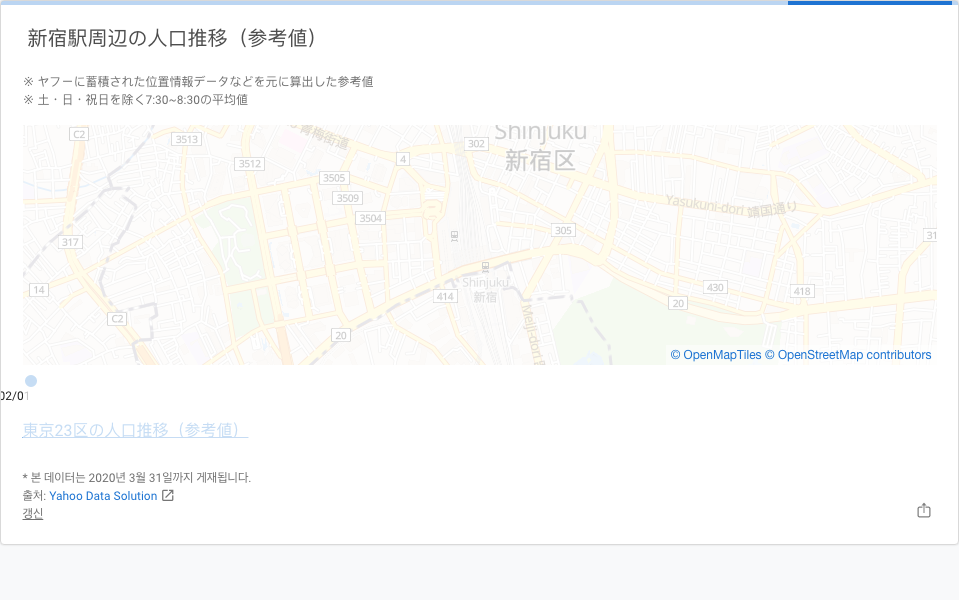 新宿駅周辺の人口推移（参考値）
※ ヤフーに蓄積された位置情報データなどを元に算出した参考値
※ 土・日・祝日を除く7:30~8:30の平均値
C2
3513
青梅街道
302
Shinjuku
新宿区
4
3512
3505
3509
3504
Yasukuni-dori 靖国通り
305
317
31
Shinjuku
新宿
14
414
430
418
20
C2
20
Meiji-dori
© OpenMapTiles © OpenStreetMap contributors
02/01
東京23区の人口推移（参考値）
* 본 데이터는 2020년 3월 31일까지 게재됩니다.
출처: Yahoo Data Solution
갱신